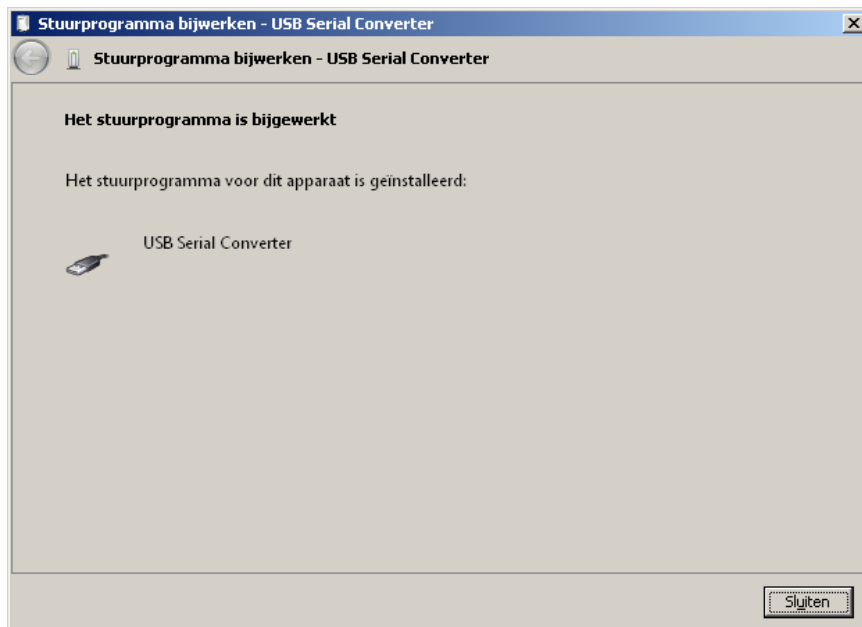 Stuurprogramma bijwerken - USB Serial Converter
Stuurprogramma bijwerken - USB Serial Converter
Het stuurprogramma is bijgewerkt
Het stuurprogramma voor dit apparaat is geïnstalleerd:
USB Serial Converter
Sluiten